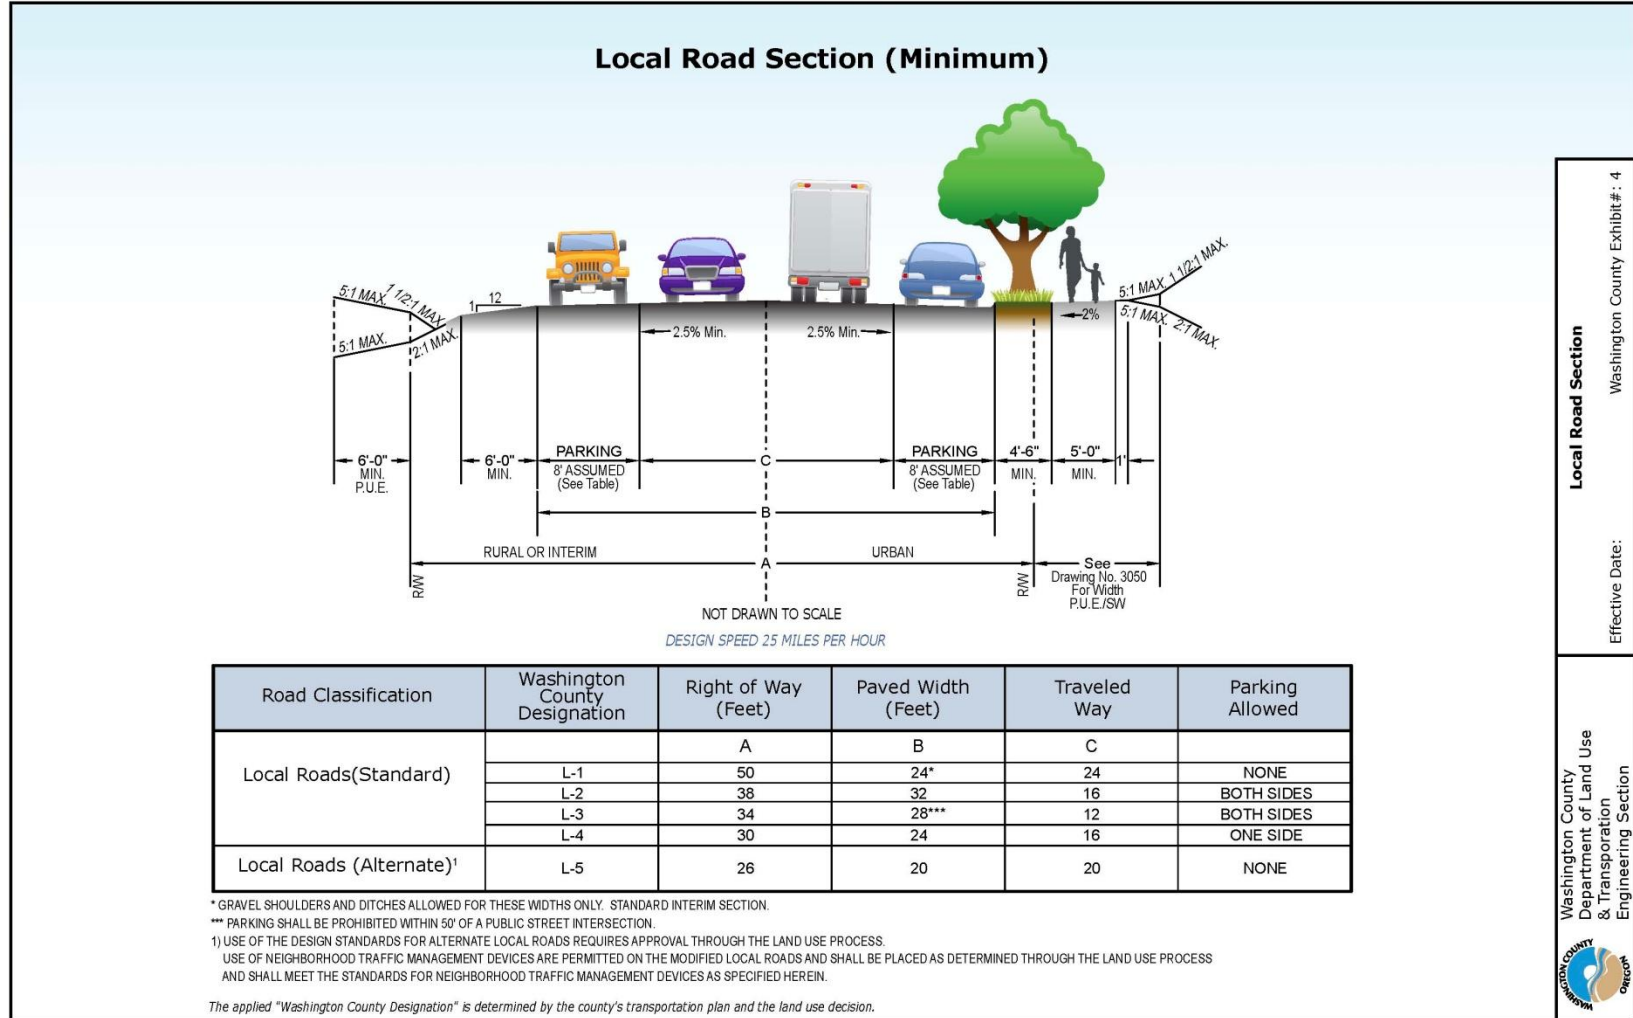 Local Road Section (Minimum)
5:1 MAX.
1 1/2:1 MAX.
5:1 MAX.
2:1 MAX.
1
12
2.5% Min.
2.5% Min.
2%
5:1 MAX.
1 1/2:1 MAX.
5:1 MAX.
2:1 MAX.
6'-0"
MIN.
P.U.E.
6'-0"
MIN.
PARKING
8' ASSUMED
(See Table)
C
PARKING
8' ASSUMED
(See Table)
4'-6"
MIN.
5'-0"
MIN.
1'
B
RURAL OR INTERIM
URBAN
A
R/W
R/W
See
Drawing No. 3050
For Width
P.U.E./SW
NOT DRAWN TO SCALE
DESIGN SPEED 25 MILES PER HOUR
Road Classification
Washington
County
Designation
Right of Way
(Feet)
Paved Width
(Feet)
Traveled
Way
Parking
Allowed
A B C
Local Roads(Standard)
L-1 50 24* 24 NONE
L-2 38 32 16 BOTH SIDES
L-3 34 28*** 12 BOTH SIDES
L-4 30 24 16 ONE SIDE
Local Roads (Alternate)¹ L-5 26 20 20 NONE
* GRAVEL SHOULDERS AND DITCHES ALLOWED FOR THESE WIDTHS ONLY. STANDARD INTERIM SECTION.
*** PARKING SHALL BE PROHIBITED WITHIN 50' OF A PUBLIC STREET INTERSECTION.
1) USE OF THE DESIGN STANDARDS FOR ALTERNATE LOCAL ROADS REQUIRES APPROVAL THROUGH THE LAND USE PROCESS.
USE OF NEIGHBORHOOD TRAFFIC MANAGEMENT DEVICES ARE PERMITTED ON THE MODIFIED LOCAL ROADS AND SHALL BE PLACED AS DETERMINED THROUGH THE LAND USE PROCESS
AND SHALL MEET THE STANDARDS FOR NEIGHBORHOOD TRAFFIC MANAGEMENT DEVICES AS SPECIFIED HEREIN.
The applied "Washington County Designation" is determined by the county's transportation plan and the land use decision.
Local Road Section
Effective Date: Washington County Exhibit#: 4
Washington County
Department of Land Use
& Transporation
Engineering Section
WASHINGTON COUNTY
OREGON